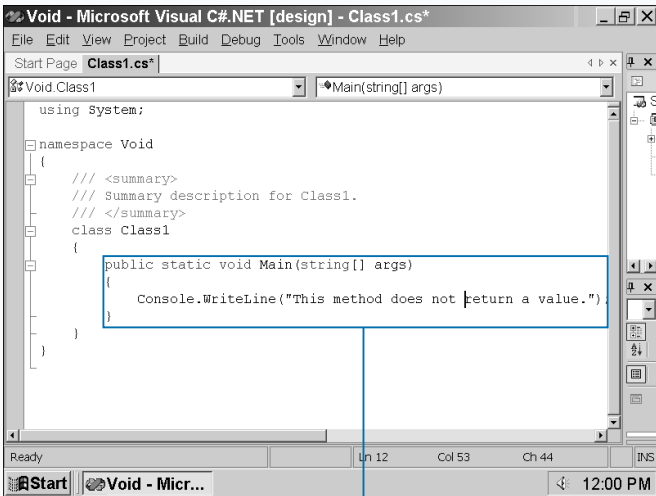 Void - Microsoft Visual C#.NET [design] - Class1.cs*
File Edit View Project Build Debug Tools Window Help
Start Page Class1.cs*
Void.Class1 Main(string[] args)
using System;
namespace Void
{
/// <summary>
/// Summary description for Class1.
/// </summary>
class Class1
{
public static void Main(string[] args)
{
Console.WriteLine("This method does not return a value.");
}
}
}
Ready Ln 12 Col 53 Ch 44 INS
Start Void - Micr... 12:00 PM